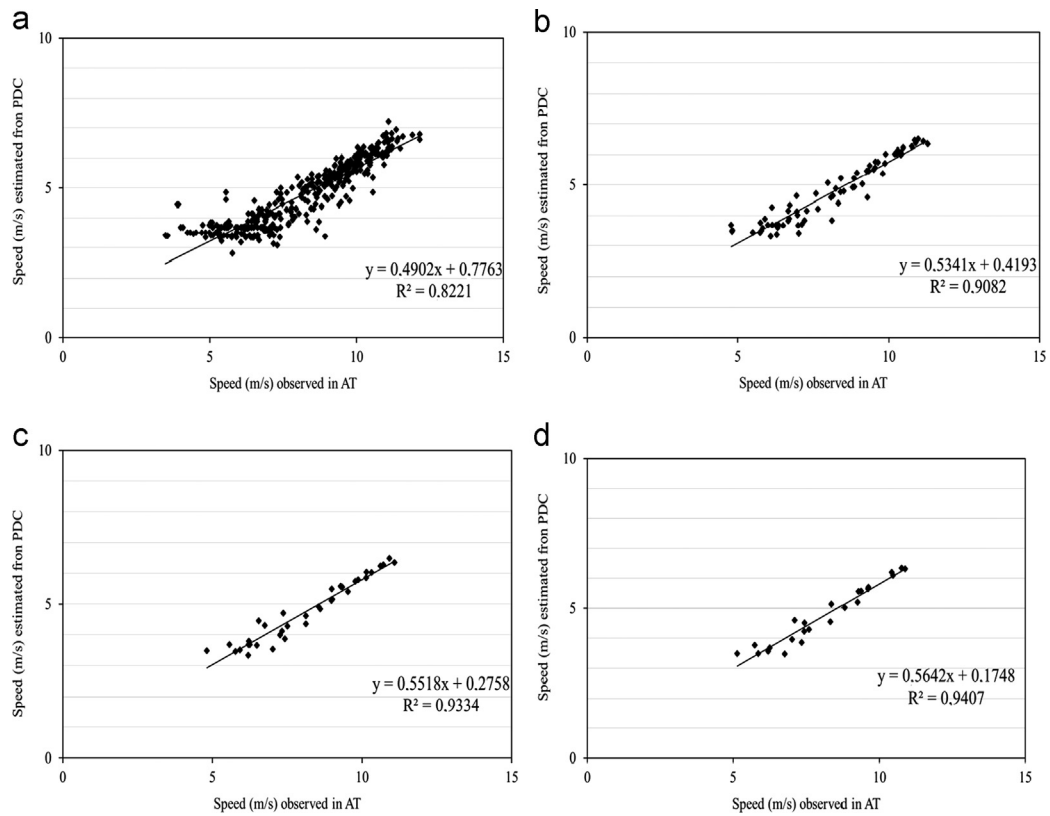 a
10
5
0
0 5 10 15
Speed (m/s) estimated fron PDC
Speed (m/s) observed in AT
y = 0.4902x + 0.7763
R² = 0.8221
b
10
5
0
0 5 10 15
Speed (m/s) estimated fron PDC
Speed (m/s) observed in AT
y = 0.5341x + 0.4193
R² = 0.9082
c
10
5
0
0 5 10 15
Speed (m/s) estimated fron PDC
Speed (m/s) observed in AT
y = 0.5518x + 0.2758
R² = 0.9334
d
10
5
0
0 5 10 15
Speed (m/s) estimated fron PDC
Speed (m/s) observed in AT
y = 0.5642x + 0.1748
R² = 0.9407